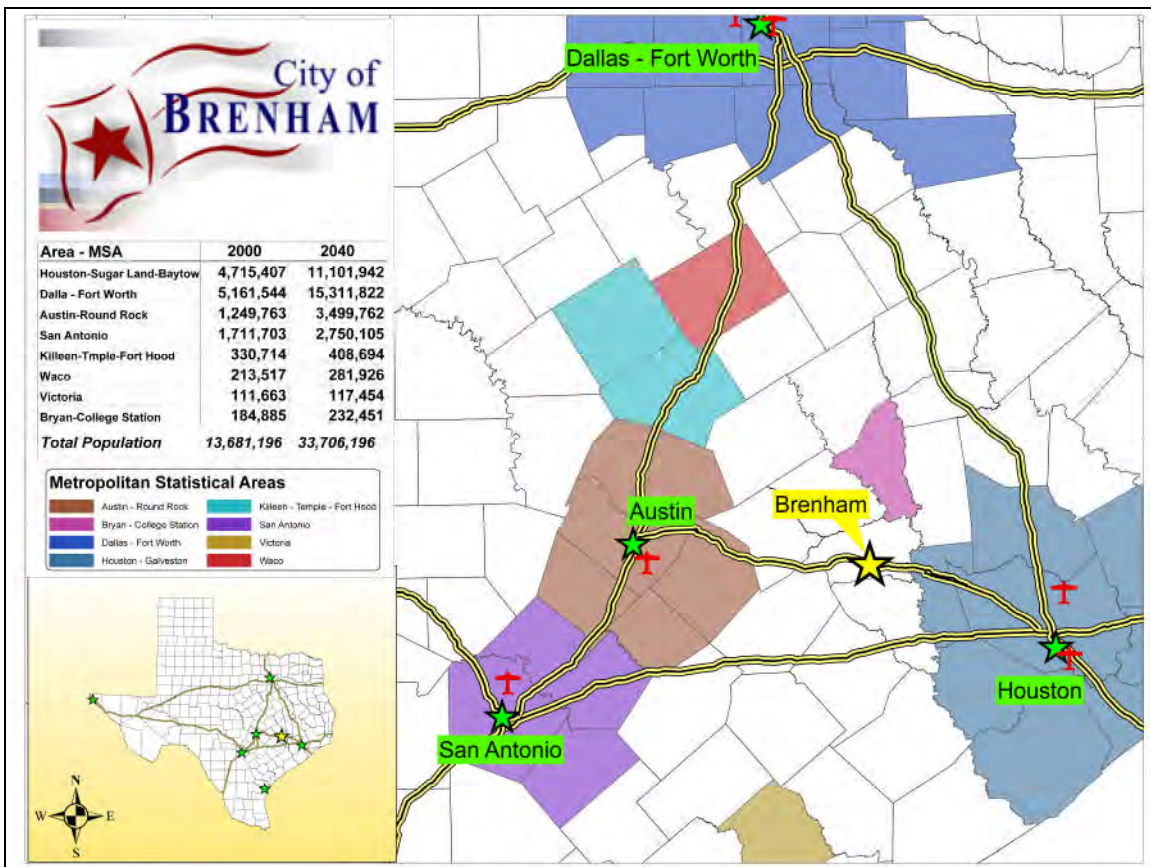 City of
BRENHAM
Area - MSA 2000 2040
Houston-Sugar Land-Baytow 4,715,407 11,101,942
Dalla - Fort Worth 5,161,544 15,311,822
Austin-Round Rock 1,249,763 3,499,762
San Antonio 1,711,703 2,750,105
Killeen-Tmple-Fort Hood 330,714 408,694
Waco 213,517 281,926
Victoria 111,663 117,454
Bryan-College Station 184,885 232,451
Total Population 13,681,196 33,706,196
Metropolitan Statistical Areas
Austin - Round Rock Killeen - Temple - Fort Hood
Bryan - College Station San Antonio
Dallas - Fort Worth Victoria
Houston - Galveston Waco
N
W E
S
Dallas - Fort Worth
Austin
Brenham
Houston
San Antonio